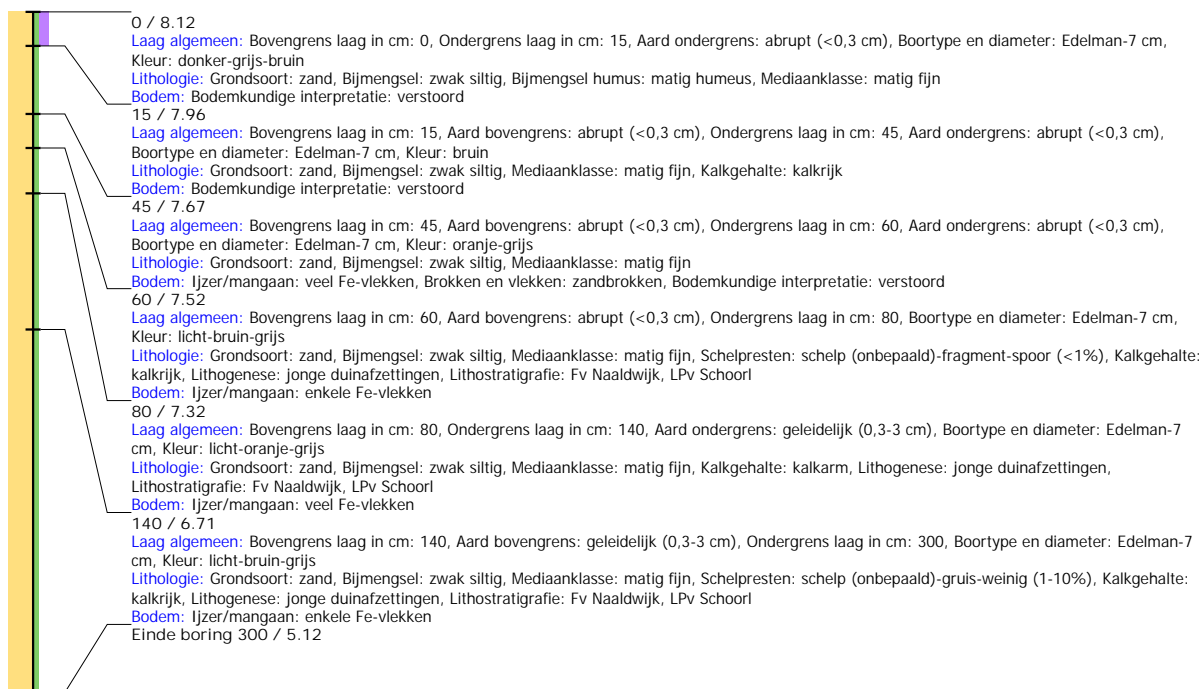 0 / 8.12
Laag algemeen: Bovengrens laag in cm: 0, Ondergrens laag in cm: 15, Aard ondergrens: abrupt (<0,3 cm), Boortype en diameter: Edelman-7 cm,
Kleur: donker-grijs-bruin
Lithologie: Grondsoort: zand, Bijmengsel: zwak siltig, Bijmengsel humus: matig humeus, Mediaanklasse: matig fijn
Bodem: Bodemkundige interpretatie: verstoord
15 / 7.96
Laag algemeen: Bovengrens laag in cm: 15, Aard bovengrens: abrupt (<0,3 cm), Ondergrens laag in cm: 45, Aard ondergrens: abrupt (<0,3 cm),
Boortype en diameter: Edelman-7 cm, Kleur: bruin
Lithologie: Grondsoort: zand, Bijmengsel: zwak siltig, Mediaanklasse: matig fijn, Kalkgehalte: kalkrijk
Bodem: Bodemkundige interpretatie: verstoord
45 / 7.67
Laag algemeen: Bovengrens laag in cm: 45, Aard bovengrens: abrupt (<0,3 cm), Ondergrens laag in cm: 60, Aard ondergrens: abrupt (<0,3 cm),
Boortype en diameter: Edelman-7 cm, Kleur: oranje-grijs
Lithologie: Grondsoort: zand, Bijmengsel: zwak siltig, Mediaanklasse: matig fijn
Bodem: Ijzer/mangaan: veel Fe-vlekken, Brokken en vlekken: zandbrokken, Bodemkundige interpretatie: verstoord
60 / 7.52
Laag algemeen: Bovengrens laag in cm: 60, Aard bovengrens: abrupt (<0,3 cm), Ondergrens laag in cm: 80, Boortype en diameter: Edelman-7 cm,
Kleur: licht-bruin-grijs
Lithologie: Grondsoort: zand, Bijmengsel: zwak siltig, Mediaanklasse: matig fijn, Schelpresten: schelp (onbepaald)-fragment-spoor (<1%), Kalkgehalte:
kalkrijk, Lithogenese: jonge duinafzettingen, Lithostratigrafie: Fv Naaldwijk, LPv Schoorl
Bodem: Ijzer/mangaan: enkele Fe-vlekken
80 / 7.32
Laag algemeen: Bovengrens laag in cm: 80, Ondergrens laag in cm: 140, Aard ondergrens: geleidelijk (0,3-3 cm), Boortype en diameter: Edelman-7
cm, Kleur: licht-oranje-grijs
Lithologie: Grondsoort: zand, Bijmengsel: zwak siltig, Mediaanklasse: matig fijn, Kalkgehalte: kalkarm, Lithogenese: jonge duinafzettingen,
Lithostratigrafie: Fv Naaldwijk, LPv Schoorl
Bodem: Ijzer/mangaan: veel Fe-vlekken
140 / 6.71
Laag algemeen: Bovengrens laag in cm: 140, Aard bovengrens: geleidelijk (0,3-3 cm), Ondergrens laag in cm: 300, Boortype en diameter: Edelman-7
cm, Kleur: licht-bruin-grijs
Lithologie: Grondsoort: zand, Bijmengsel: zwak siltig, Mediaanklasse: matig fijn, Schelpresten: schelp (onbepaald)-gruis-weinig (1-10%), Kalkgehalte:
kalkrijk, Lithogenese: jonge duinafzettingen, Lithostratigrafie: Fv Naaldwijk, LPv Schoorl
Bodem: Ijzer/mangaan: enkele Fe-vlekken
Einde boring 300 / 5.12